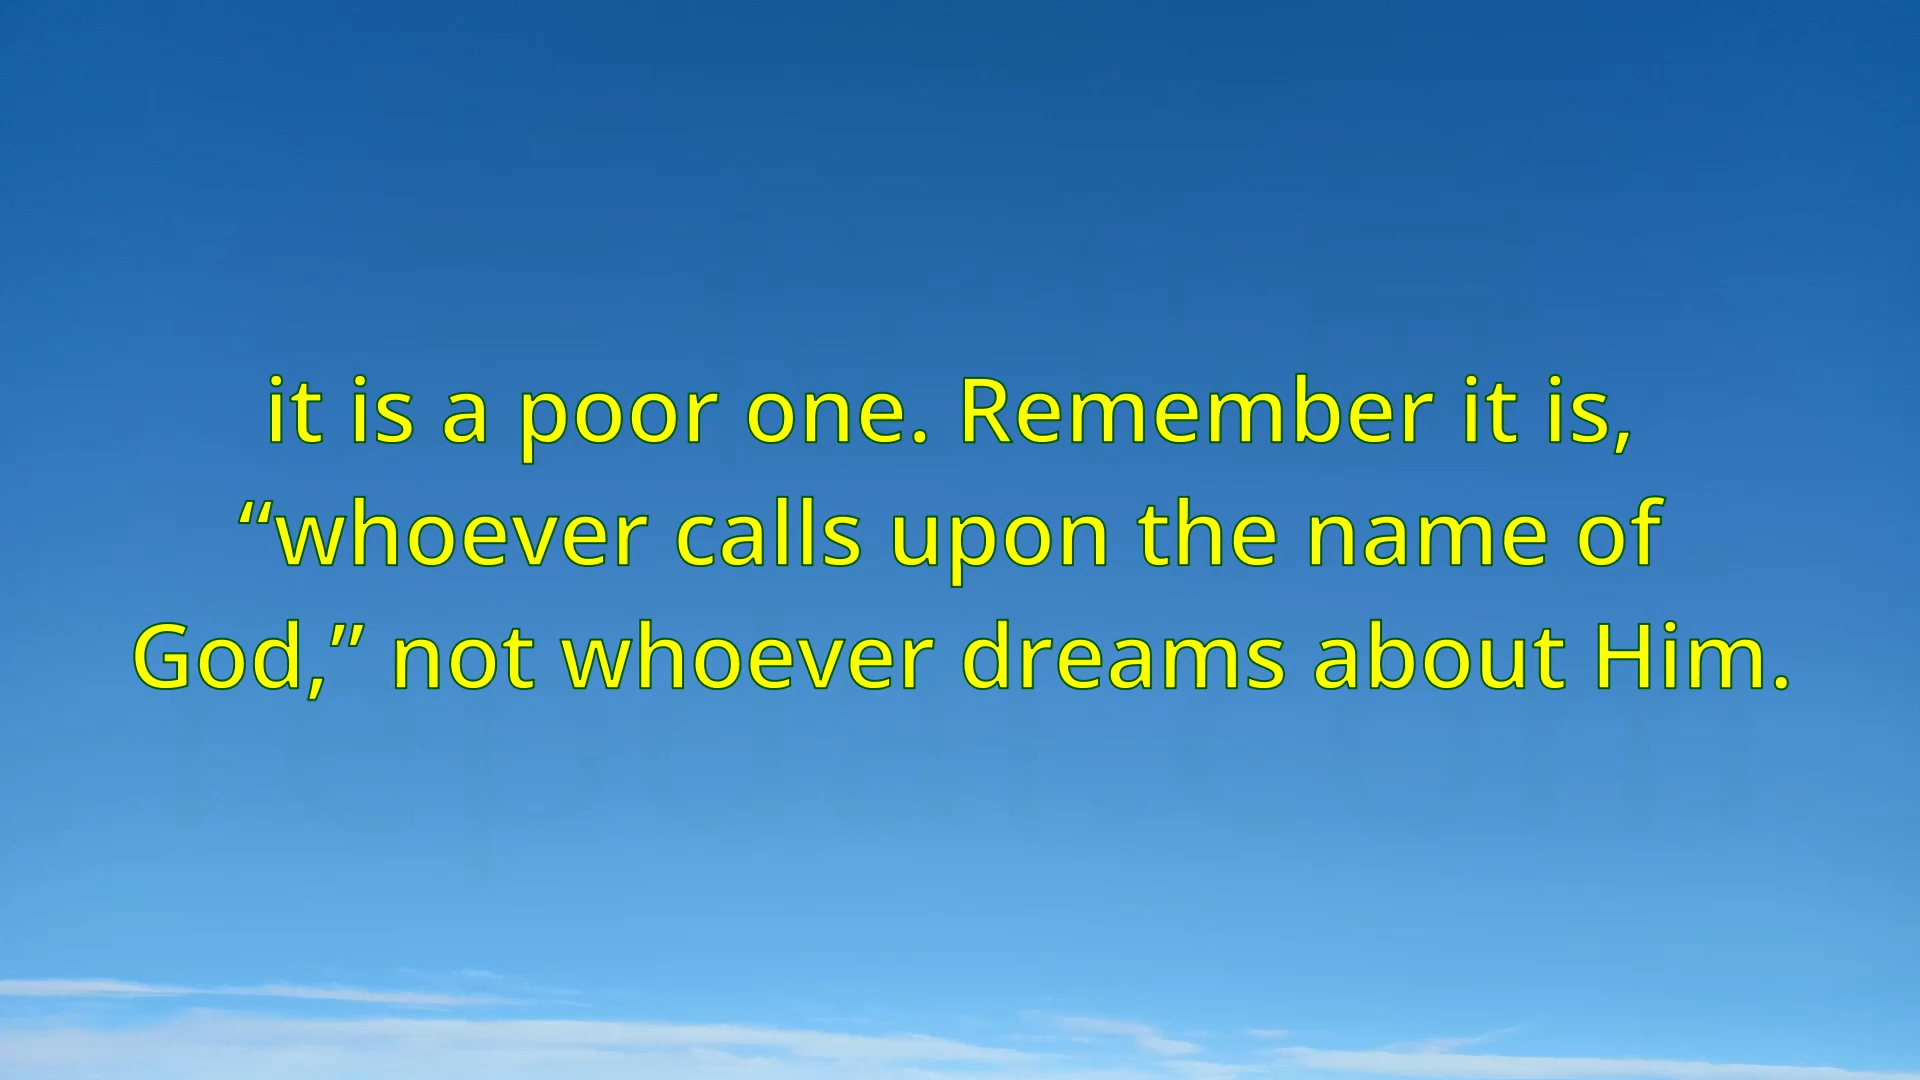 it is a poor one. Remember it is,
“whoever calls upon the name of
God,” not whoever dreams about Him.